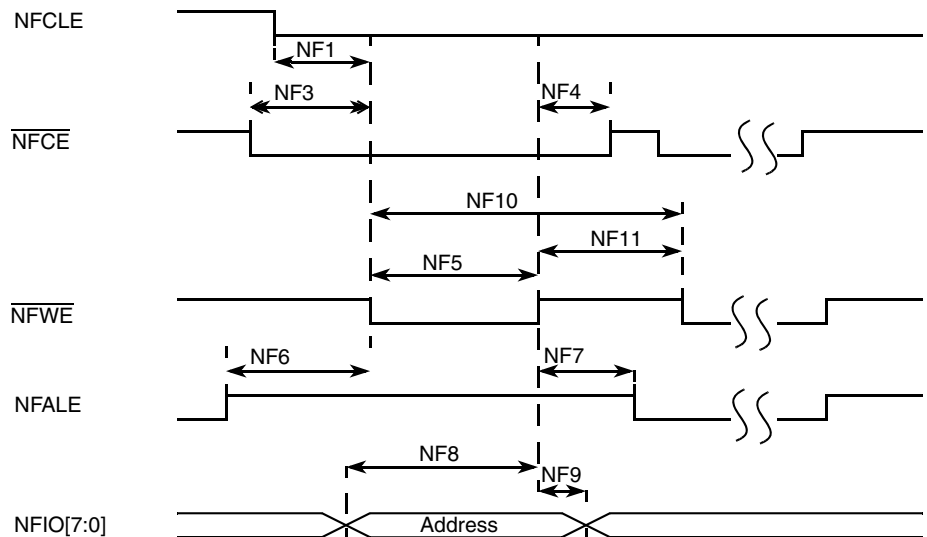 NFCLE
NF1
NF3
NF4
NFCE
NF10
NF11
NF5
NFWE
NF6
NF7
NFALE
NF8
NF9
NFIO[7:0]
Address